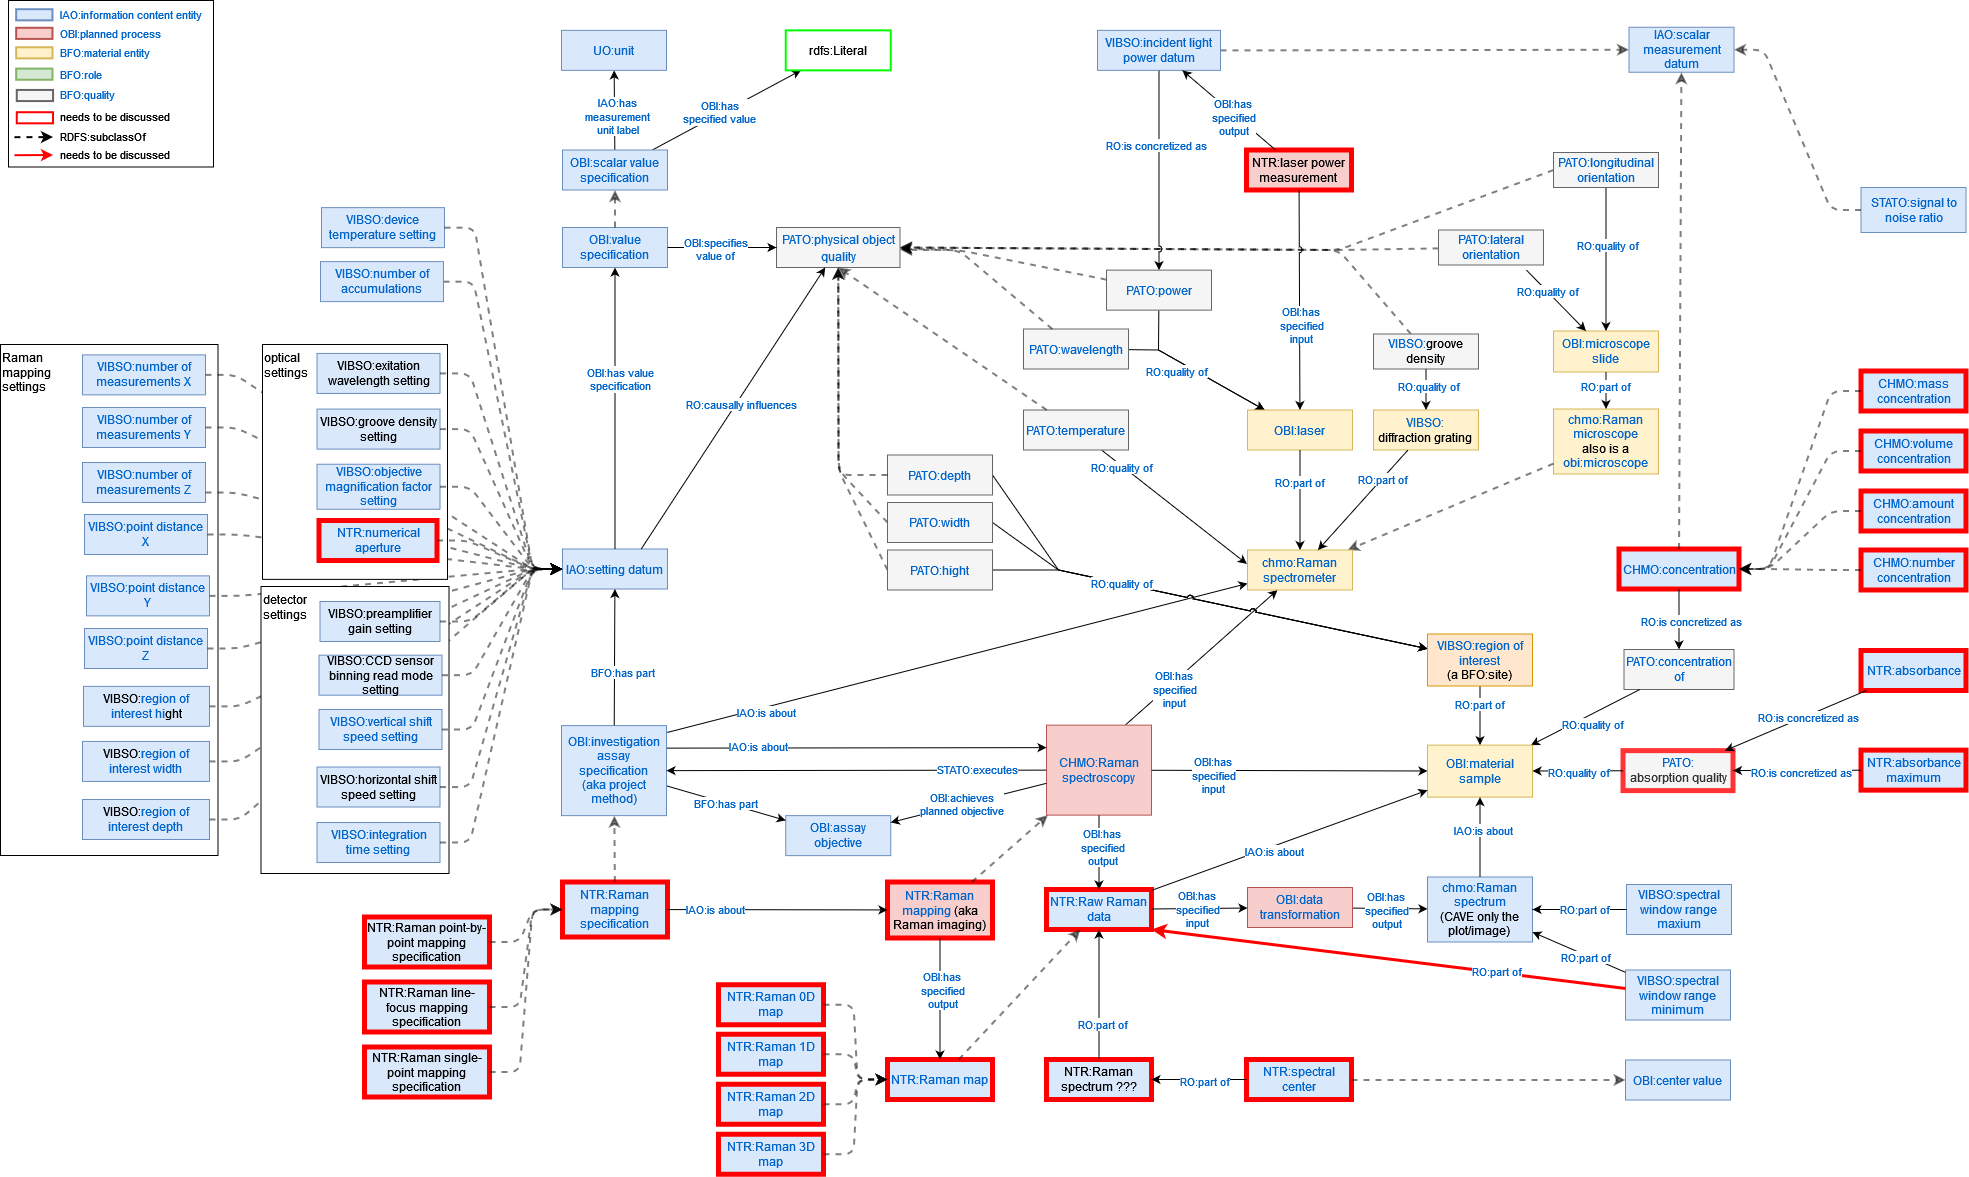 IAO:information content entity
OBI:planned process
BFO:material entity
BFO:role
BFO:quality
needs to be discussed
RDFS:subclassOf
needs to be discussed
UO:unit
rdfs:Literal
VIBSO:incident light
power datum
IAO:scalar
measurement
datum
IAO:has
measurement
unit label
OBI:has
specified value
OBI:has
specified
output
RO:is concretized as
OBI:scalar value
specification
NTR:laser power
measurement
PATO:longitudinal
orientation
STATO:signal to
noise ratio
VIBSO:device
temperature setting
OBI:value
specification
OBI:specifies
value of
PATO:physical object
quality
PATO:lateral
orientation
RO:quality of
VIBSO:number of
accumulations
PATO:power
RO:quality of
OBI:has
specified
input
PATO:wavelength
VIBSO:groove
density
OBI:microscope
slide
RO:quality of
RO:quality of
RO:part of
Raman
mapping
settings
VIBSO:number of
measurements X
VIBSO:number of
measurements Y
VIBSO:number of
measurements Z
VIBSO:point distance
X
VIBSO:point distance
Y
VIBSO:point distance
Z
VIBSO:region of
interest hight
VIBSO:region of
interest width
VIBSO:region of
interest depth
optical
settings
VIBSO:exitation
wavelength setting
VIBSO:groove density
setting
VIBSO:objective
magnification factor
setting
NTR:numerical
aperture
detector
settings
VIBSO:preamplifier
gain setting
VIBSO:CCD sensor
binning read mode
setting
VIBSO:vertical shift
speed setting
VIBSO:horizontal shift
speed setting
VIBSO:integration
time setting
OBI:has value
specification
RO:causally influences
PATO:temperature
OBI:laser
VIBSO:
diffraction grating
chmo:Raman
microscope
also is a
obi:microscope
CHMO:mass
concentration
CHMO:volume
concentration
CHMO:amount
concentration
CHMO:number
concentration
RO:quality of
PATO:depth
PATO:width
PATO:hight
RO:part of
RO:part of
IAO:setting datum
chmo:Raman
spectrometer
CHMO:concentration
RO:quality of
RO:is concretized as
BFO:has part
VIBSO:region of
interest
(a BFO:site)
PATO:concentration
of
NTR:absorbance
OBI:has
specified
input
IAO:is about
RO:part of
RO:quality of
RO:is concretized as
OBI:investigation
assay
specification
(aka project
method)
IAO:is about
STATO:executes
CHMO:Raman
spectroscopy
OBI:has
specified
input
OBI:material
sample
RO:quality of
PATO:
absorption quality
RO:is concretized as
NTR:absorbance
maximum
BFO:has part
OBI:achieves
planned objective
OBI:assay
objective
OBI:has
specified
output
IAO:is about
IAO:is about
NTR:Raman
mapping
specification
IAO:is about
NTR:Raman
mapping (aka
Raman imaging)
NTR:Raw Raman
data
OBI:has
specified
input
OBI:data
transformation
OBI:has
specified
output
chmo:Raman
spectrum
(CAVE only the
plot/image)
RO:part of
VIBSO:spectral
window range
maxium
NTR:Raman point-by-
point mapping
specification
NTR:Raman line-
focus mapping
specification
NTR:Raman single-
point mapping
specification
OBI:has
specified
output
RO:part of
RO:part of
VIBSO:spectral
window range
minimum
NTR:Raman 0D
map
NTR:Raman 1D
map
NTR:Raman 2D
map
NTR:Raman 3D
map
RO:part of
NTR:Raman map
NTR:Raman
spectrum ???
RO:part of
NTR:spectral
center
OBI:center value